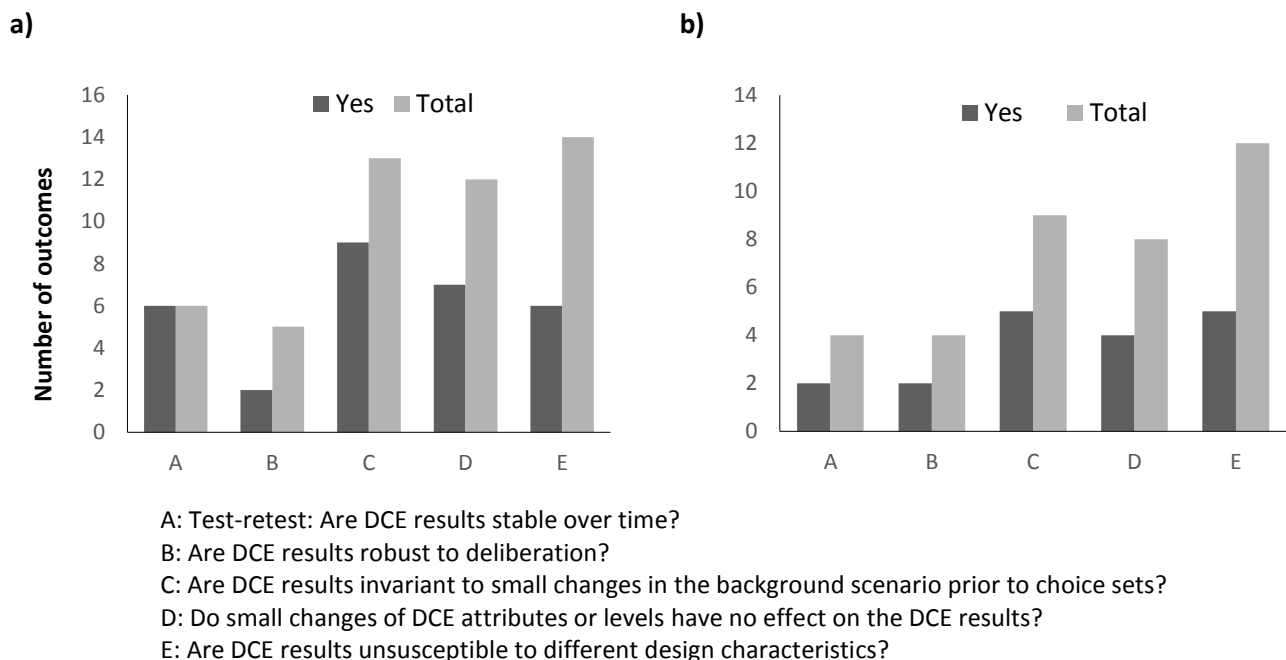 a)
b)
Yes Total
Yes Total
Number of outcomes
16
14
12
10
8
6
4
2
0
A B C D E
14
12
10
8
6
4
2
0
A B C D E
A: Test-retest: Are DCE results stable over time?
B: Are DCE results robust to deliberation?
C: Are DCE results invariant to small changes in the background scenario prior to choice sets?
D: Do small changes of DCE attributes or levels have no effect on the DCE results?
E: Are DCE results unsusceptible to different design characteristics?